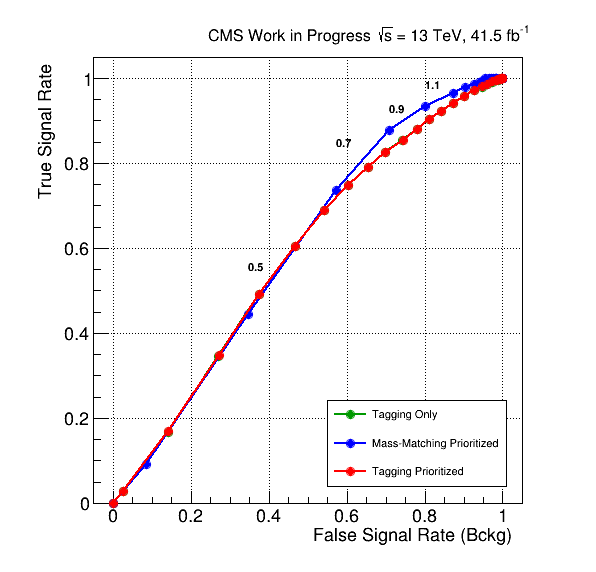 CMS Work in Progress √s = 13 TeV, 41.5 fb⁻¹
True Signal Rate
1
0.8
0.6
0.4
0.2
0
1.1
0.9
0.7
0.5
Tagging Only
Mass-Matching Prioritized
Tagging Prioritized
0 0.2 0.4 0.6 0.8 1
False Signal Rate (Bckg)